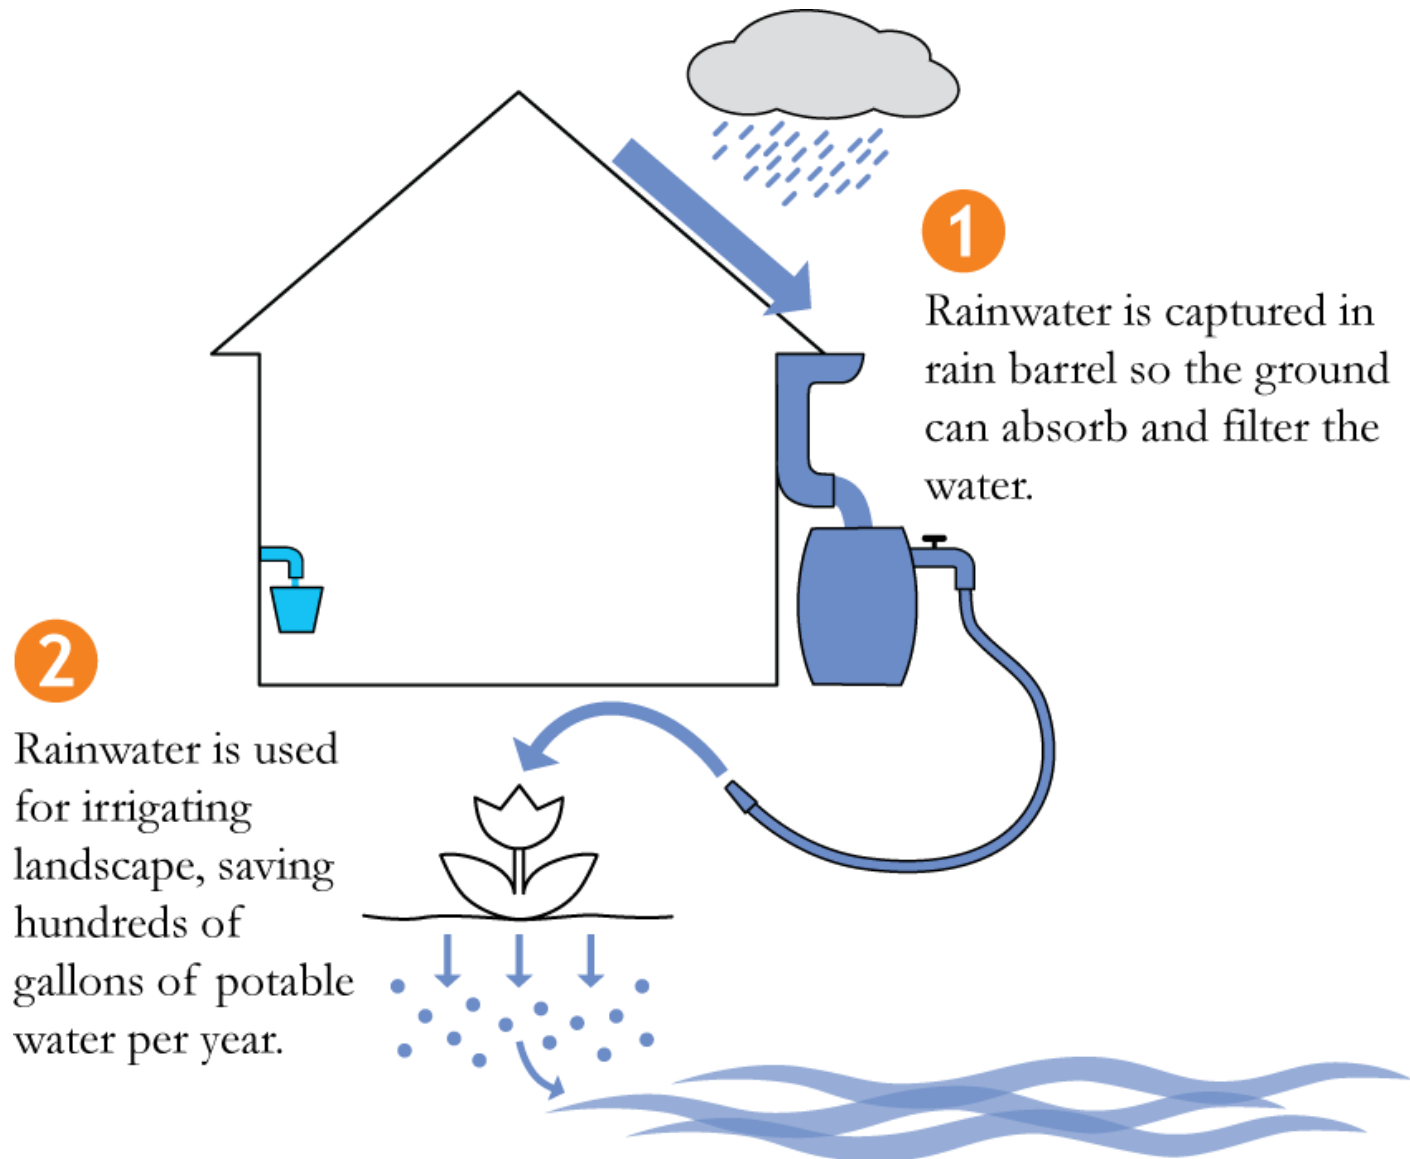 1
Rainwater is captured in
rain barrel so the ground
can absorb and filter the
water.
2
Rainwater is used
for irrigating
landscape, saving
hundreds of
gallons of potable
water per year.